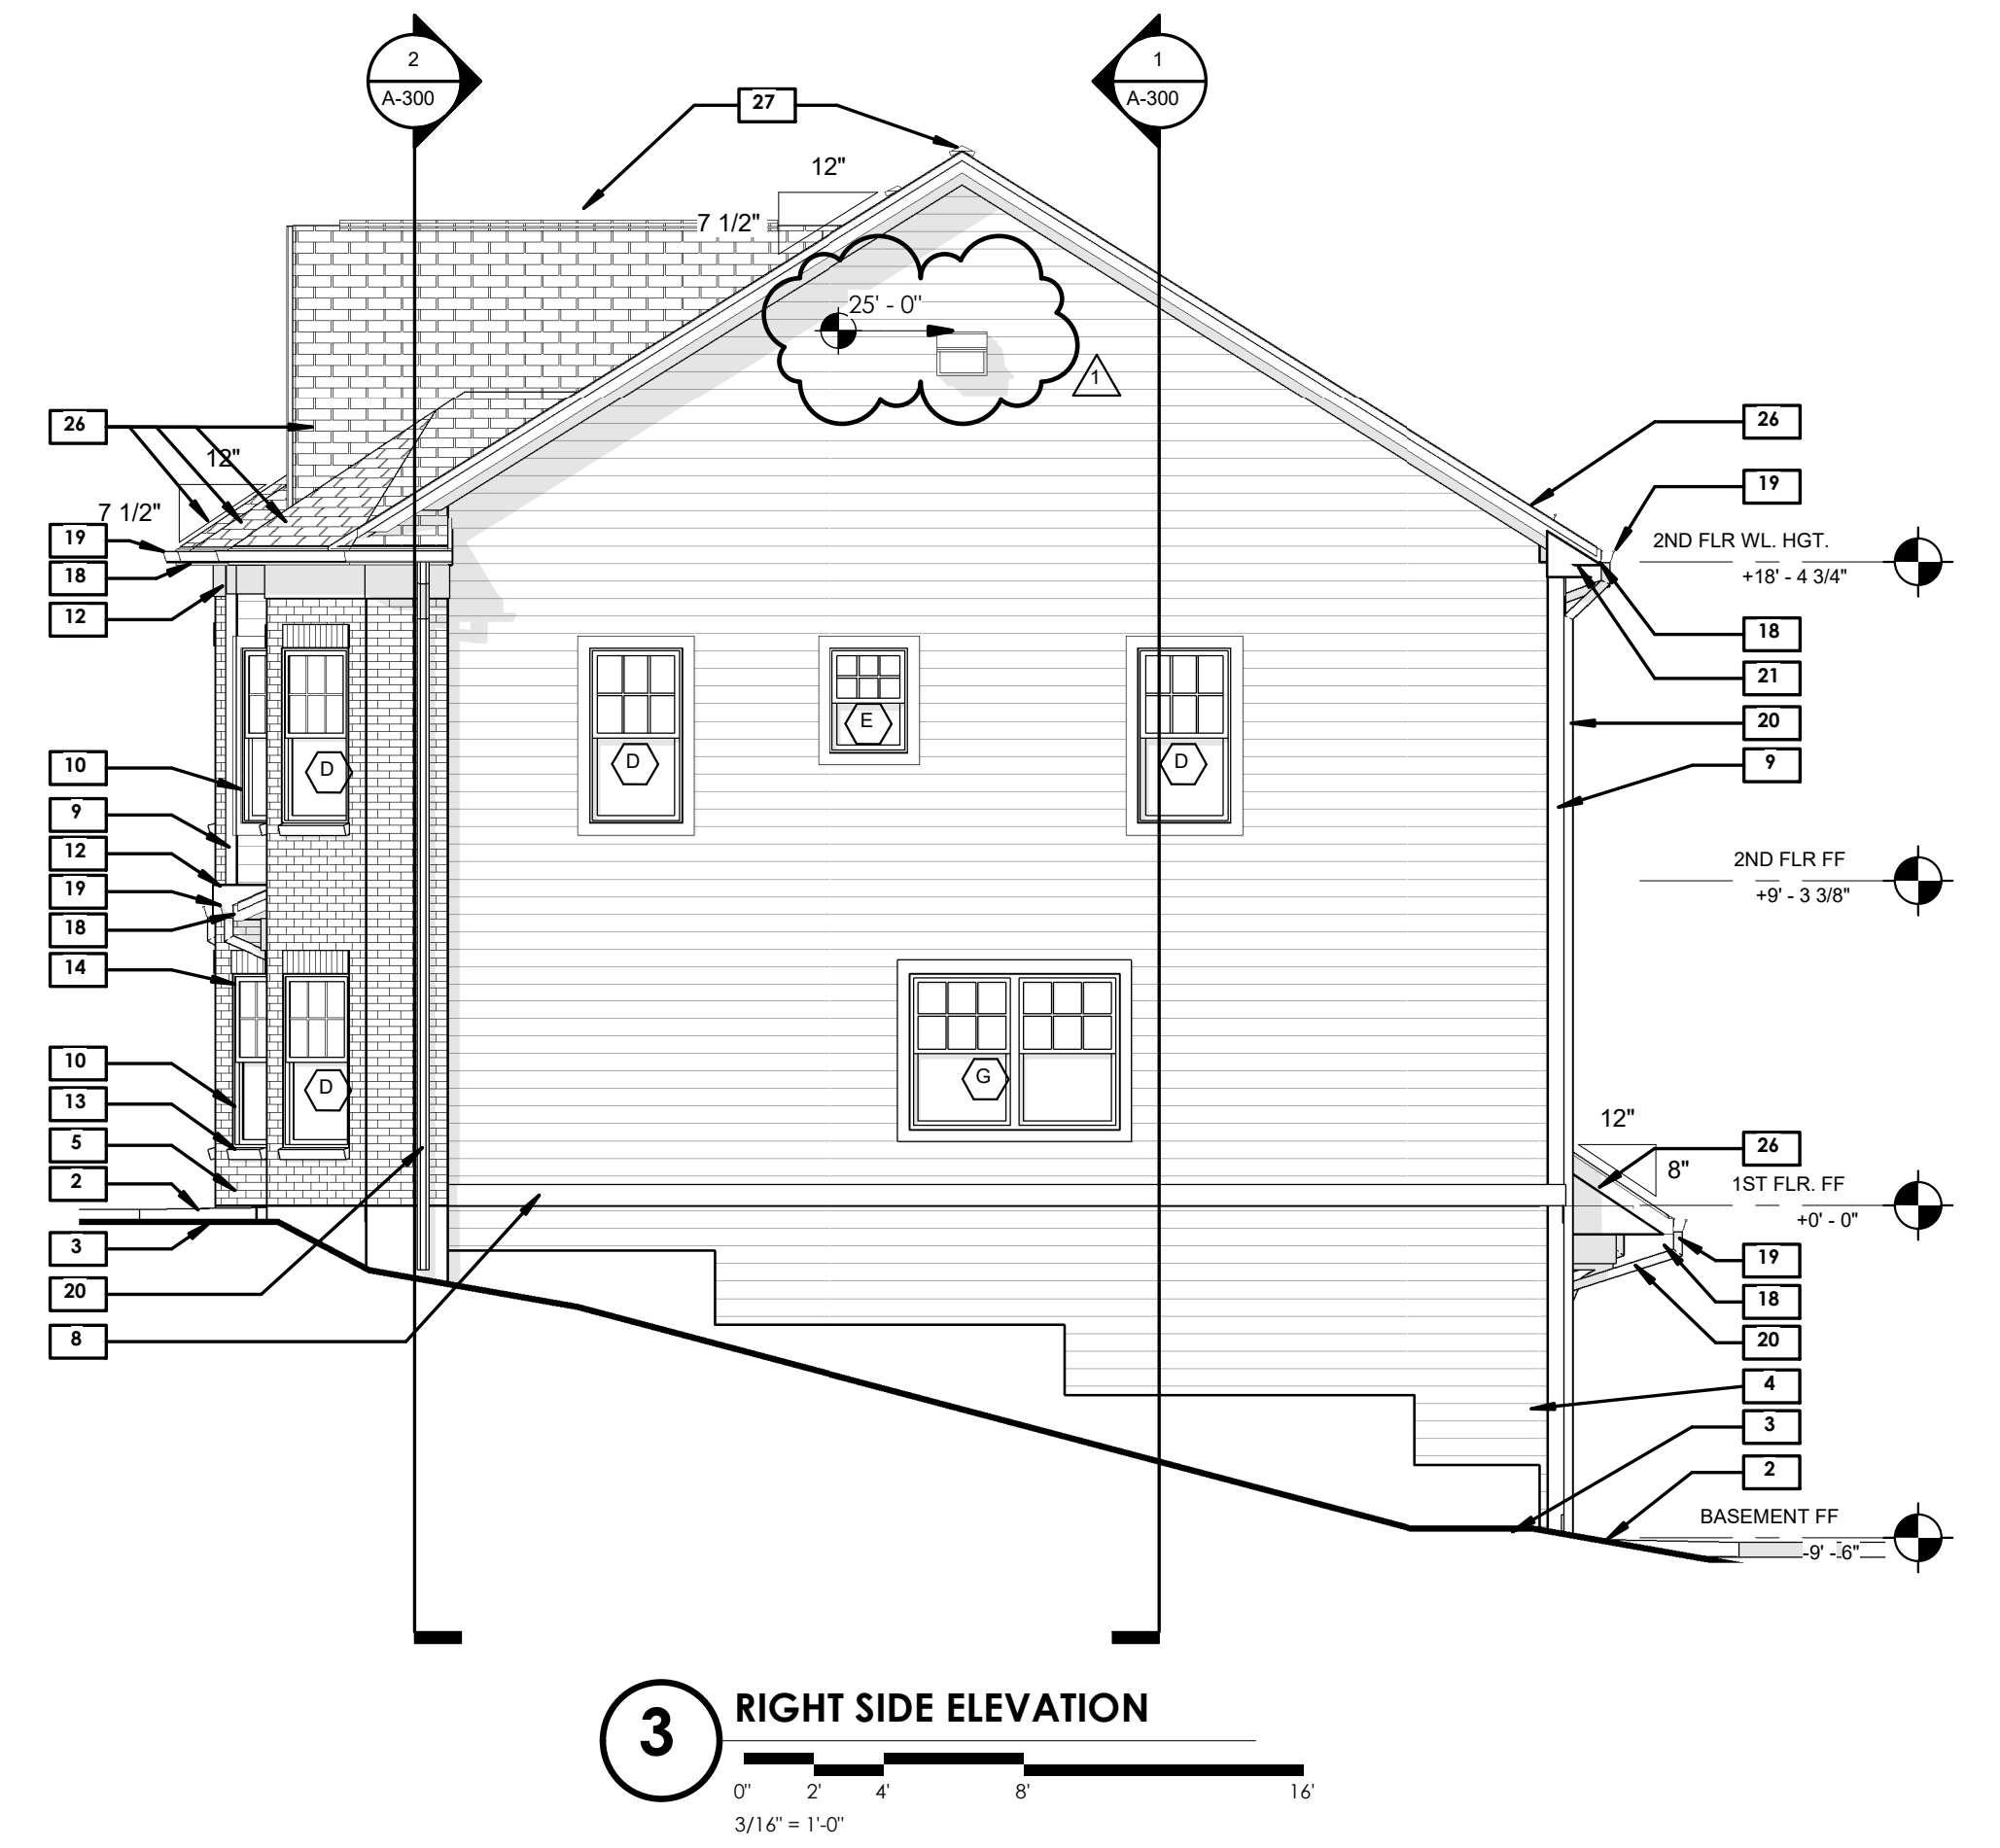 2
A-300
1
A-300
27
12"
7 1/2"
25' - 0"
1
26
12"
7 1/2"
19
18
12
10
9
12
19
18
14
10
13
5
2
3
20
8
D
D
E
D
D
G
26
19
2ND FLR WL. HGT.
+18' - 4 3/4"
18
21
20
9
2ND FLR FF
+9' - 3 3/8"
12"
8"
26
1ST FLR. FF
+0' - 0"
19
18
20
4
3
2
BASEMENT FF
-9' - 6"
3
RIGHT SIDE ELEVATION
0" 2' 4' 8' 16'
3/16" = 1'-0"